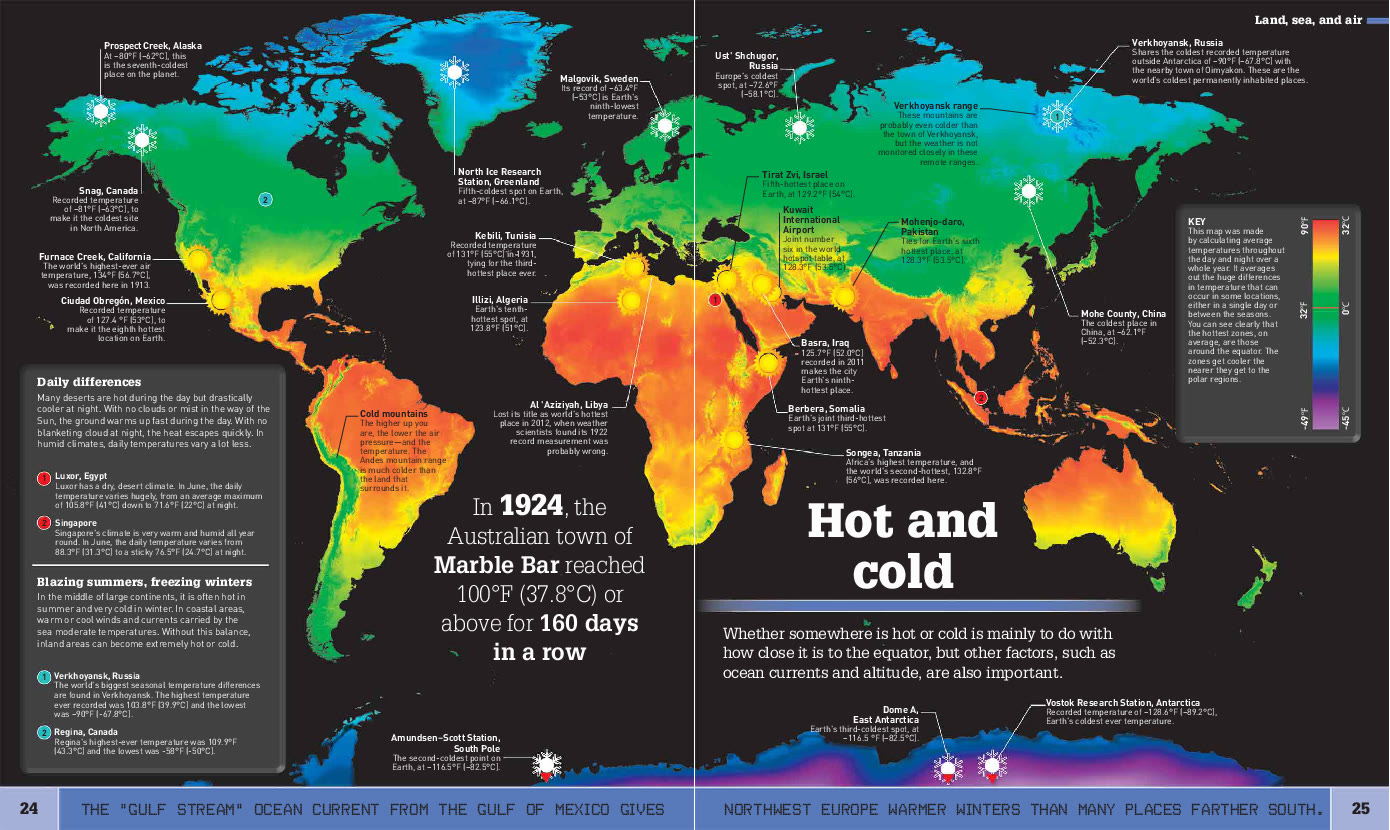 Land, sea, and air
Prospect Creek, Alaska
At –80°F (–62°C), this
is the seventh-coldest
place on the planet.
Snag, Canada
Recorded temperature
of –81°F (–63°C), to
make it the coldest site
in North America.
Furnace Creek, California
The world's highest-ever air
temperature, 134°F (56.7°C),
was recorded here in 1913.
Ciudad Obregón, Mexico
Recorded temperature
of 127.4 °F (53°C), to
make it the eighth hottest
location on Earth.
Malgovik, Sweden
Its record of –63.4°F
(–53°C) is Earth's
ninth-lowest
temperature.
North Ice Research
Station, Greenland
Fifth-coldest spot on Earth,
at –87°F (–66.1°C).
Kebili, Tunisia
Recorded temperature
of 131°F (55°C) in 1931,
tying for the third-
hottest place ever.
Illizi, Algeria
Earth's tenth-
hottest spot, at
123.8°F (51°C).
Al 'Aziziyah, Libya
Lost its title as world's hottest
place in 2012, when weather
scientists found its 1922
record measurement was
probably wrong.
Cold mountains
The higher up you
are, the lower the air
pressure—and the
temperature. The
Andes mountain range
is much colder than
the land that
surrounds it.
Ust' Shchugor,
Russia
Europe's coldest
spot, at –72.6°F
(–58.1°C).
Verkhoyansk, Russia
Shares the coldest recorded temperature
outside Antarctica of –90°F (–67.8°C) with
the nearby town of Oimyakon. These are the
world's coldest permanently inhabited places.
Verkhoyansk range
These mountains are
probably even colder than
the town of Verkhoyansk,
but the weather is not
monitored closely in these
remote ranges.
Tirat Zvi, Israel
Fifth-hottest place on
Earth, at 129.2°F (54°C).
Kuwait
International
Airport
Joint number
six in the world
hotspot table, at
128.3°F (53.5°C).
Mohenjo-daro,
Pakistan
Ties for Earth's sixth
hottest place, at
128.3°F (53.5°C).
Mohe County, China
The coldest place in
China, at –62.1°F
(–52.3°C).
Basra, Iraq
125.7°F (52.0°C)
recorded in 2011
makes the city
Earth's ninth-
hottest place.
Berbera, Somalia
Earth's joint third-hottest
spot at 131°F (55°C).
Songea, Tanzania
Africa's highest temperature, and
the world's second-hottest, 132.8°F
(56°C), was recorded here.
KEY
This map was made
by calculating average
temperatures throughout
the day and night over a
whole year. It averages
out the huge differences
in temperature that can
occur in some locations,
either in a single day or
between the seasons.
You can see clearly that
the hottest zones, on
average, are those
around the equator. The
zones get cooler the
nearer they get to the
polar regions.
90°F
32°C
32°F
0°C
–49°F
–45°C
1
2
1
2
Daily differences
Many deserts are hot during the day but drastically
cooler at night. With no clouds or mist in the way of the
Sun, the ground warms up fast during the day. With no
blanketing cloud at night, the heat escapes quickly. In
humid climates, daily temperatures vary a lot less.
1 Luxor, Egypt
Luxor has a dry, desert climate. In June, the daily
temperature varies hugely, from an average maximum
of 105.8°F (41°C) down to 71.6°F (22°C) at night.
2 Singapore
Singapore's climate is very warm and humid all year
round. In June, the daily temperature varies from
88.3°F (31.3°C) to a sticky 76.5°F (24.7°C) at night.
Blazing summers, freezing winters
In the middle of large continents, it is often hot in
summer and very cold in winter. In coastal areas,
warm or cool winds and currents carried by the
sea moderate temperatures. Without this balance,
inland areas can become extremely hot or cold.
1 Verkhoyansk, Russia
The world's biggest seasonal temperature differences
are found in Verkhoyansk. The highest temperature
ever recorded was 103.8°F (39.9°C) and the lowest
was –90°F (–67.8°C).
2 Regina, Canada
Regina's highest-ever temperature was 109.9°F
(43.3°C) and the lowest was -58°F (-50°C).
In 1924, the
Australian town of
Marble Bar reached
100°F (37.8°C) or
above for 160 days
in a row
Hot and
cold
Whether somewhere is hot or cold is mainly to do with
how close it is to the equator, but other factors, such as
ocean currents and altitude, are also important.
Amundsen–Scott Station,
South Pole
The second-coldest point on
Earth, at –116.5°F (–82.5°C).
Dome A,
East Antarctica
Earth's third-coldest spot, at
–116.5 °F (–82.5°C).
Vostok Research Station, Antarctica
Recorded temperature of –128.6°F (–89.2°C),
Earth's coldest ever temperature.
24
THE "GULF STREAM" OCEAN CURRENT FROM THE GULF OF MEXICO GIVES
NORTHWEST EUROPE WARMER WINTERS THAN MANY PLACES FARTHER SOUTH.
25